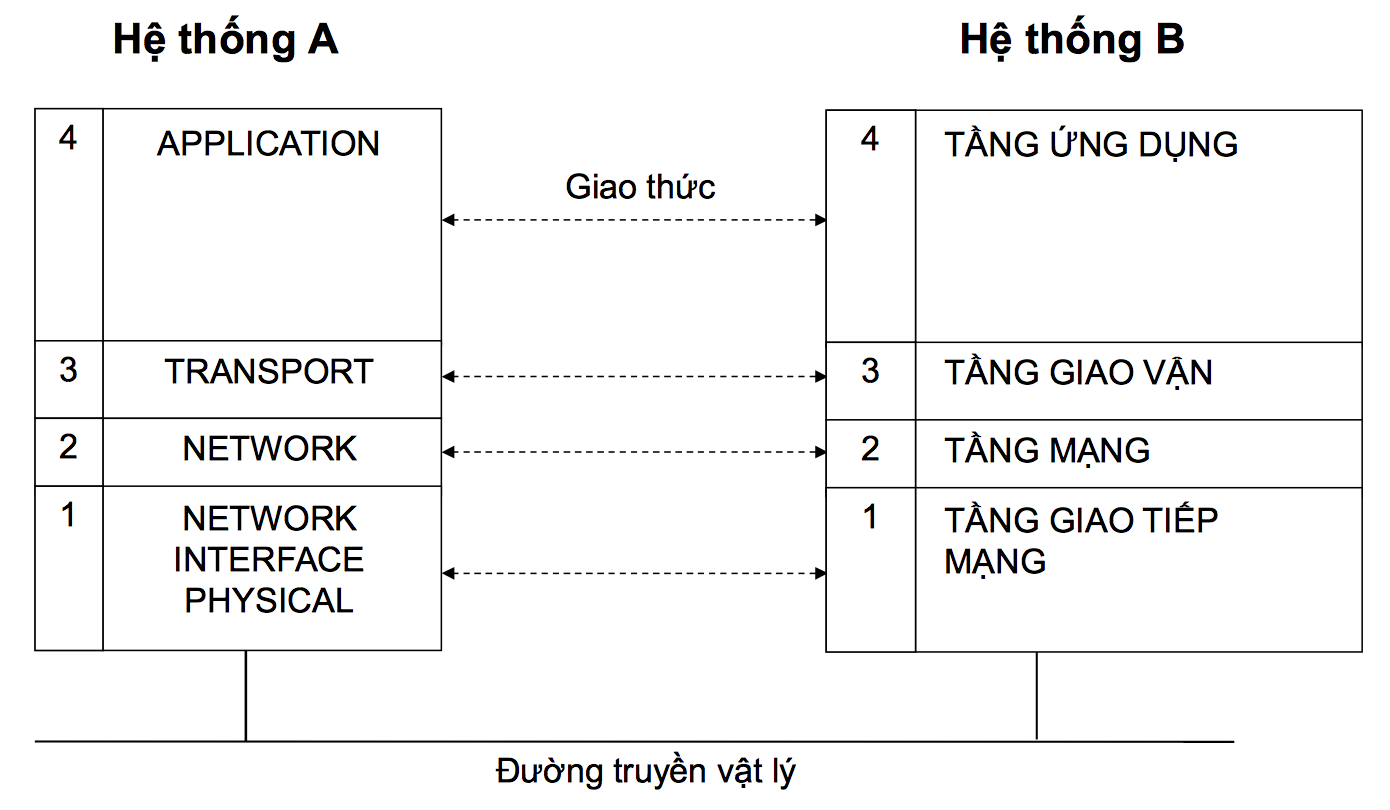 Hệ thống A
Hệ thống B
4
APPLICATION
Giao thức
4
TẦNG ỨNG DỤNG
3
TRANSPORT
3
TẦNG GIAO VẬN
2
NETWORK
2
TẦNG MẠNG
1
NETWORK
INTERFACE
PHYSICAL
1
TẦNG GIAO TIẾP
MẠNG
Đường truyền vật lý